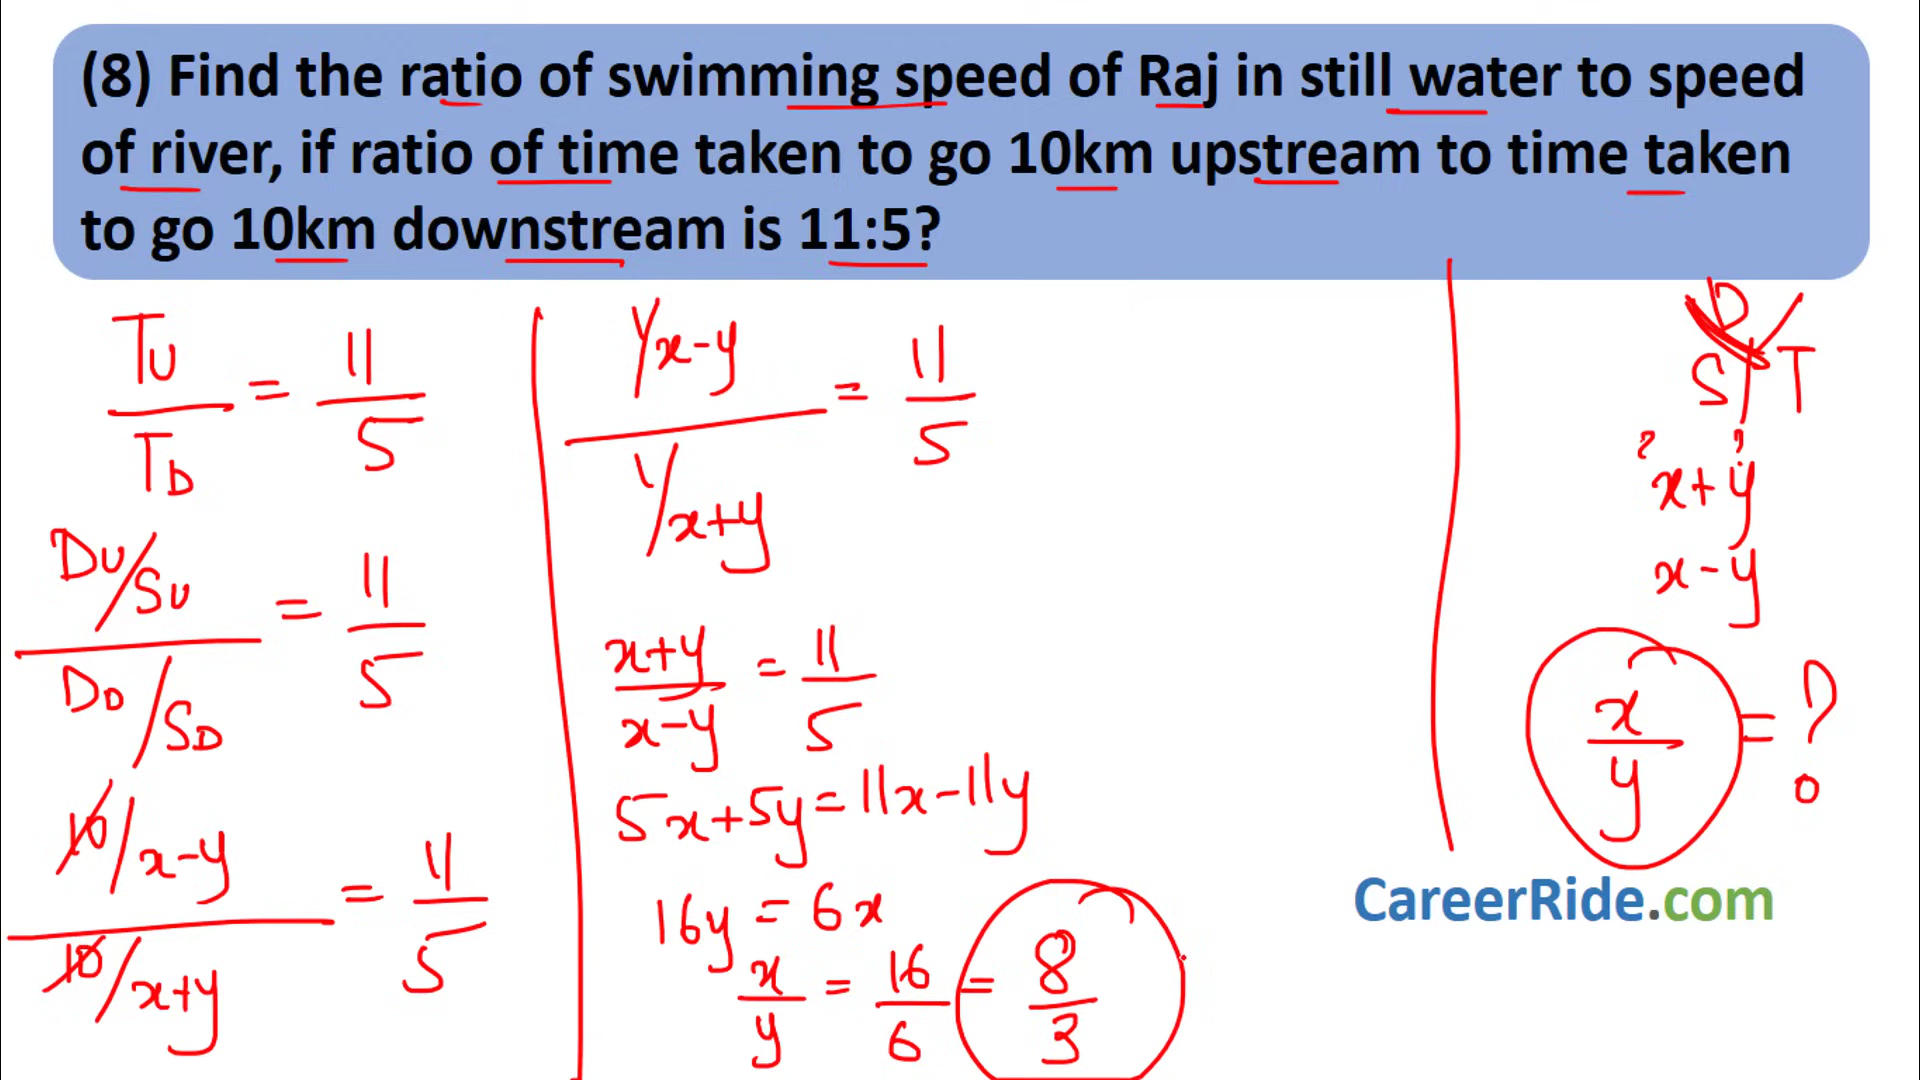 (8) Find the ratio of swimming speed of Raj in still water to speed
of river, if ratio of time taken to go 10km upstream to time taken
to go 10km downstream is 11:5?
TU/TD = 11/5
DU/SU / DD/SD = 11/5
10/x-y / 10/x+y = 11/5
1/x-y / 1/x+y = 11/5
x+y/x-y = 11/5
5x+5y=11x-11y
16y = 6x
x/y = 16/6 = 8/3
D
S T
x+y
x-y
x/y = ?
CareerRide.com